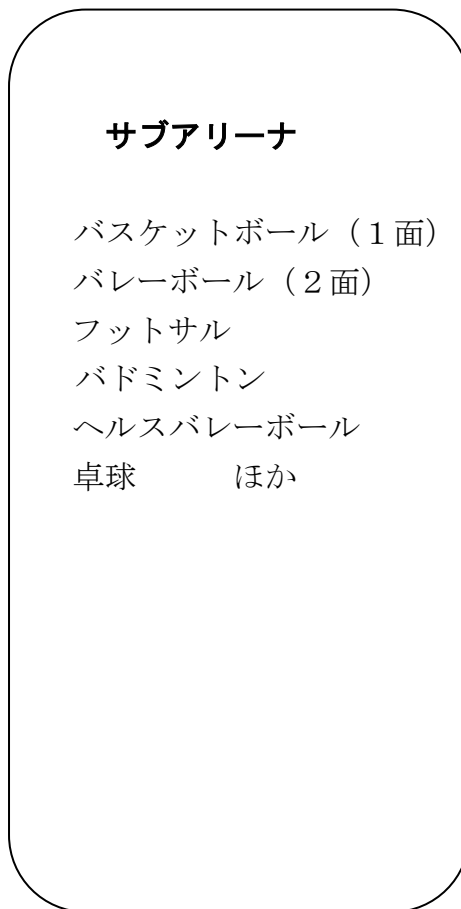 サブアリーナ
バスケットボール（１面）
バレーボール（２面）
フットサル
バドミントン
ヘルスバレーボール
卓球　　　ほか